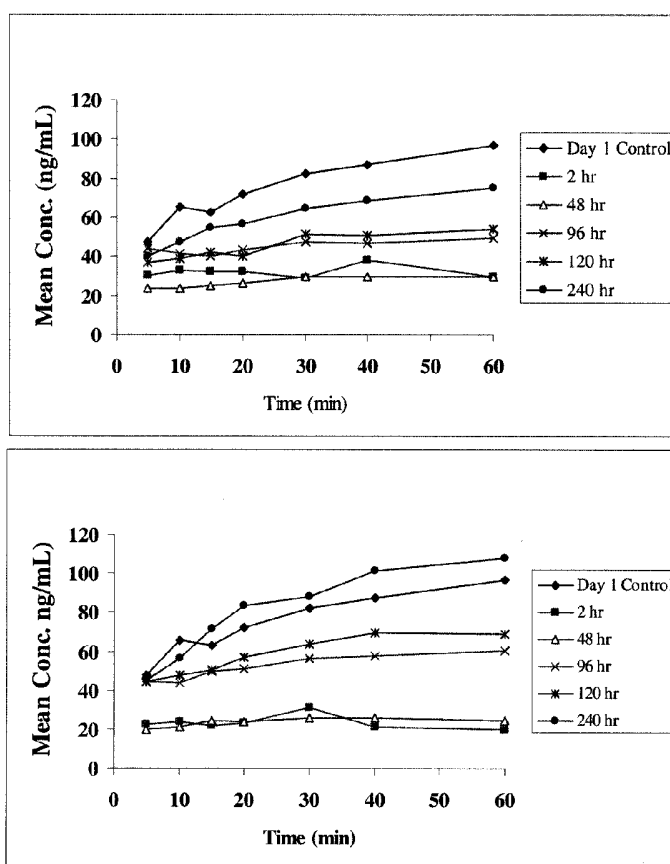 120
100
80
60
40
20
0
Mean Conc. (ng/mL)
0 10 20 30 40 50 60
Time (min)
Day 1 Control
2 hr
48 hr
96 hr
120 hr
240 hr
120
100
80
60
40
20
0
Mean Conc. ng/mL)
0 10 20 30 40 50 60
Time (min)
Day 1 Control
2 hr
48 hr
96 hr
120 hr
240 hr